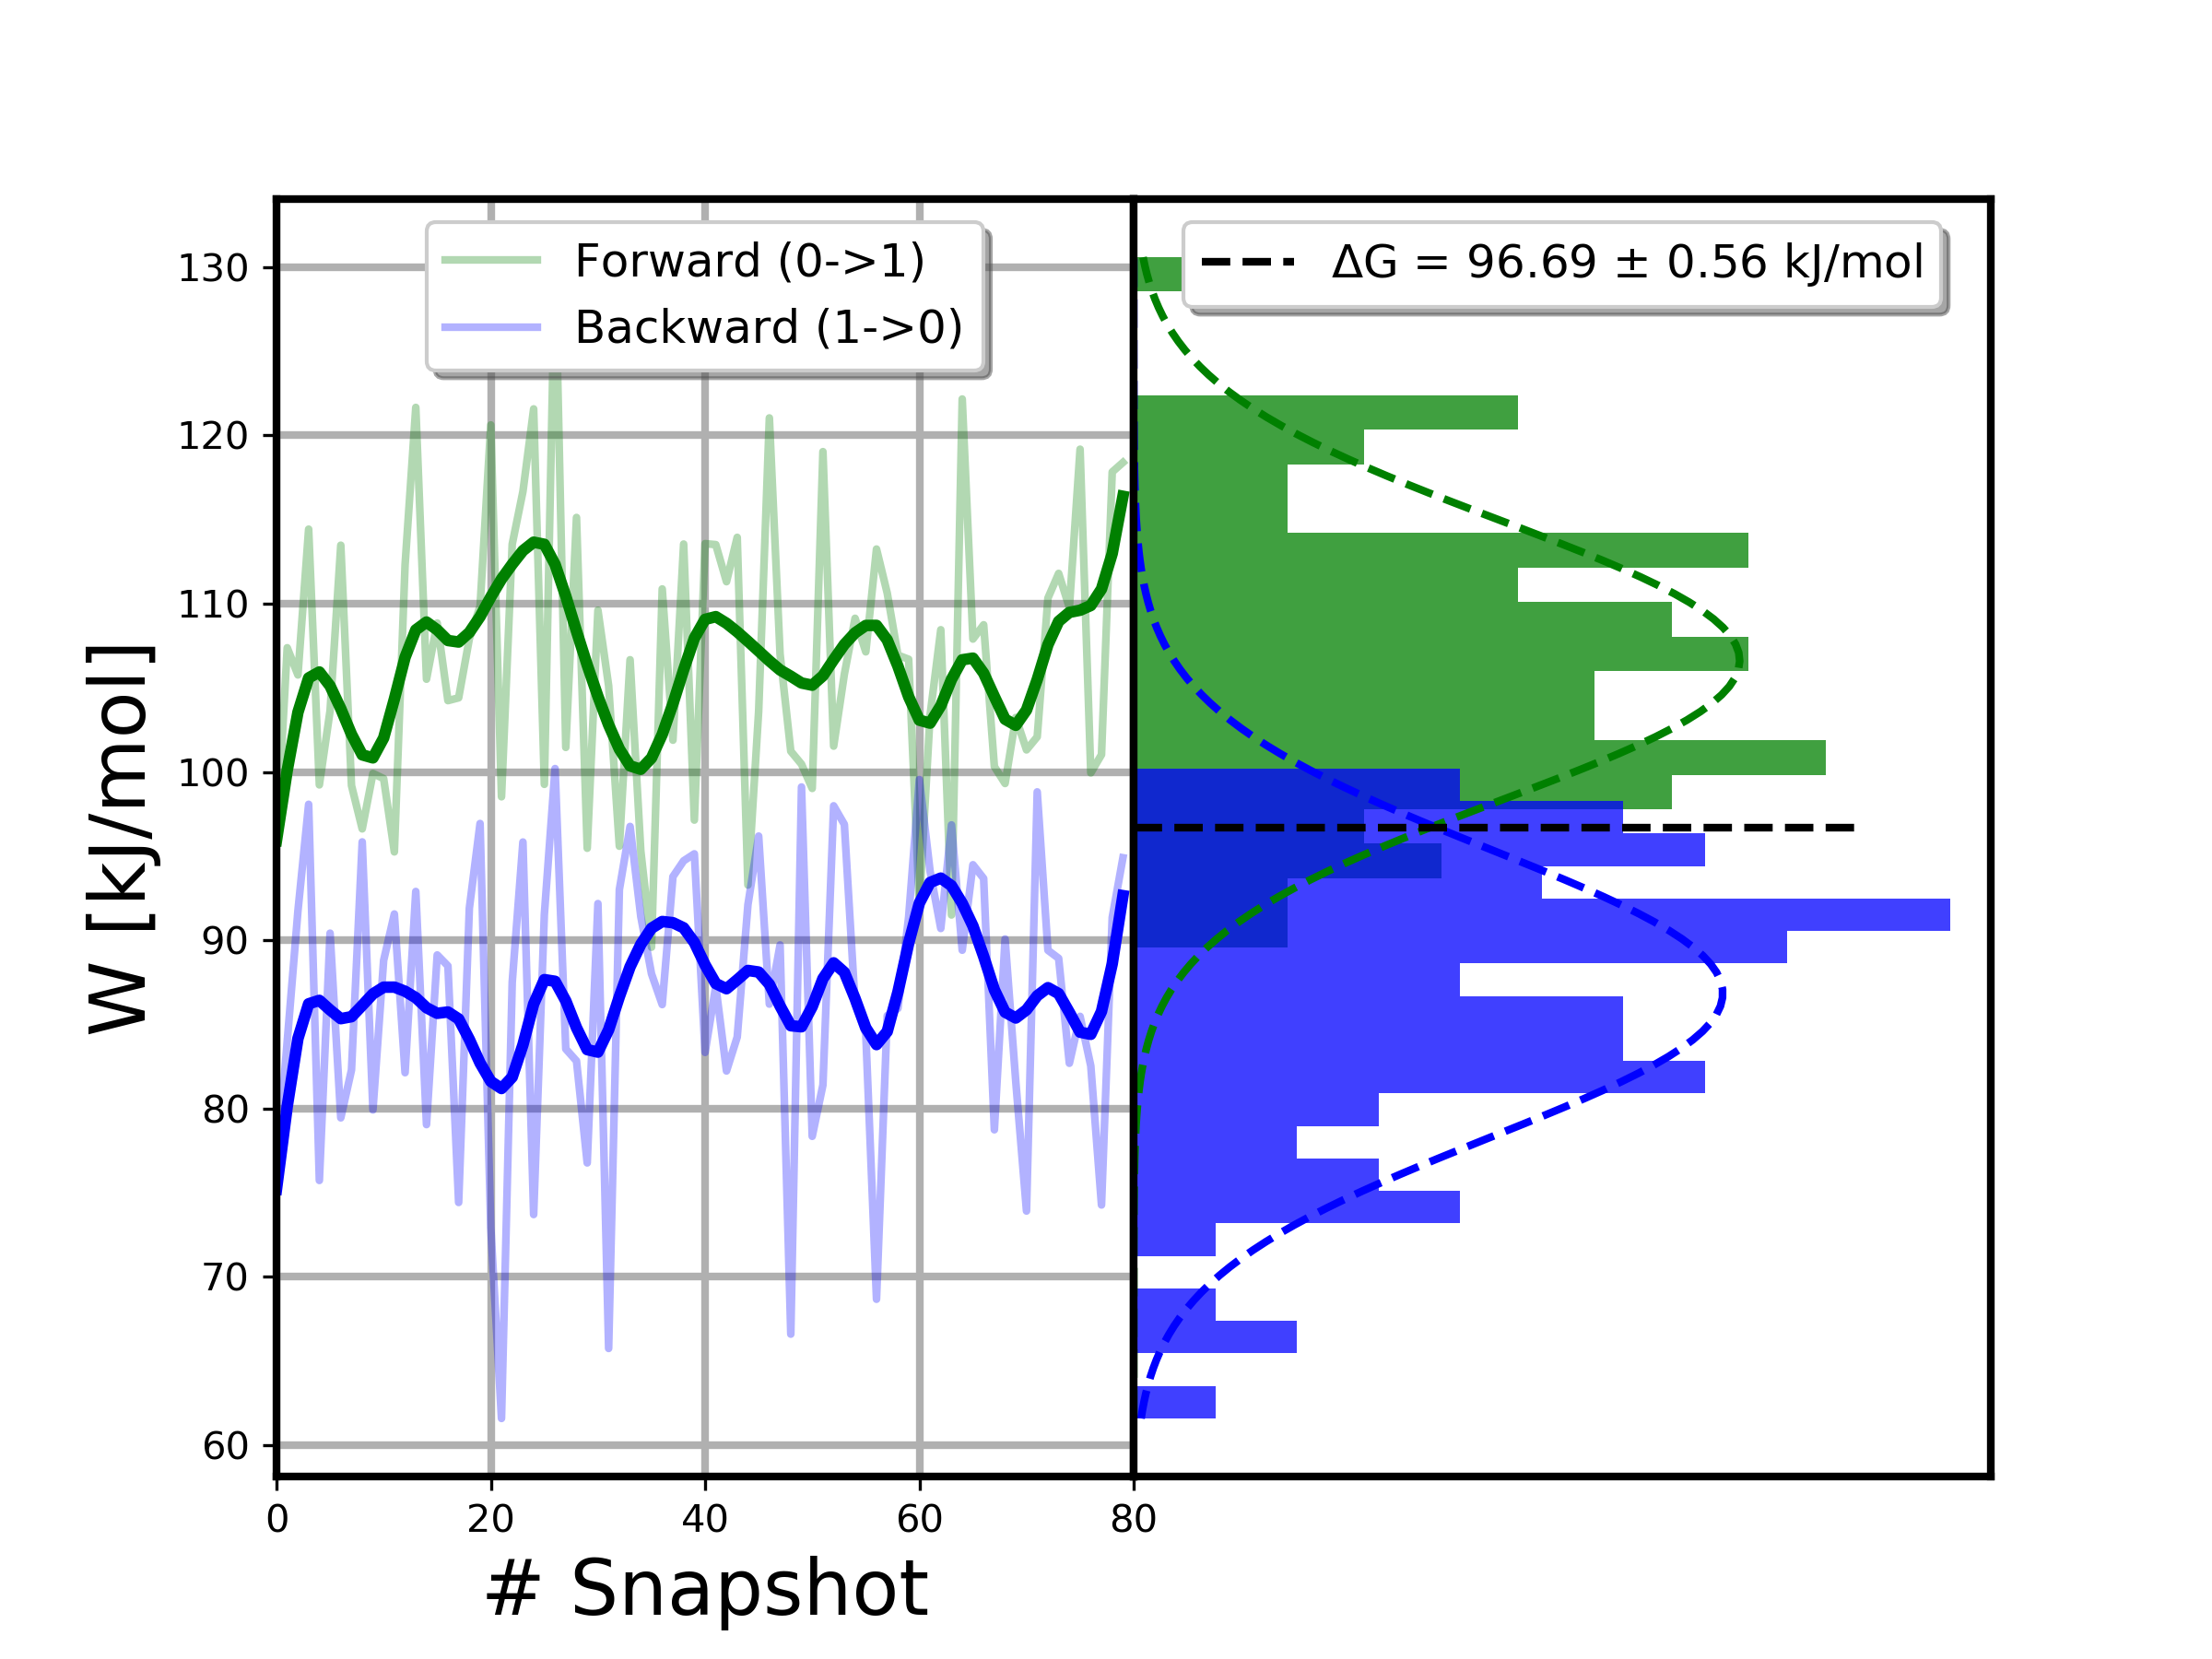 Forward (0->1)
Backward (1->0)
ΔG = 96.69 ± 0.56 kJ/mol
130
120
110
100
90
80
70
60
W [kJ/mol]
0 20 40 60 80
# Snapshot